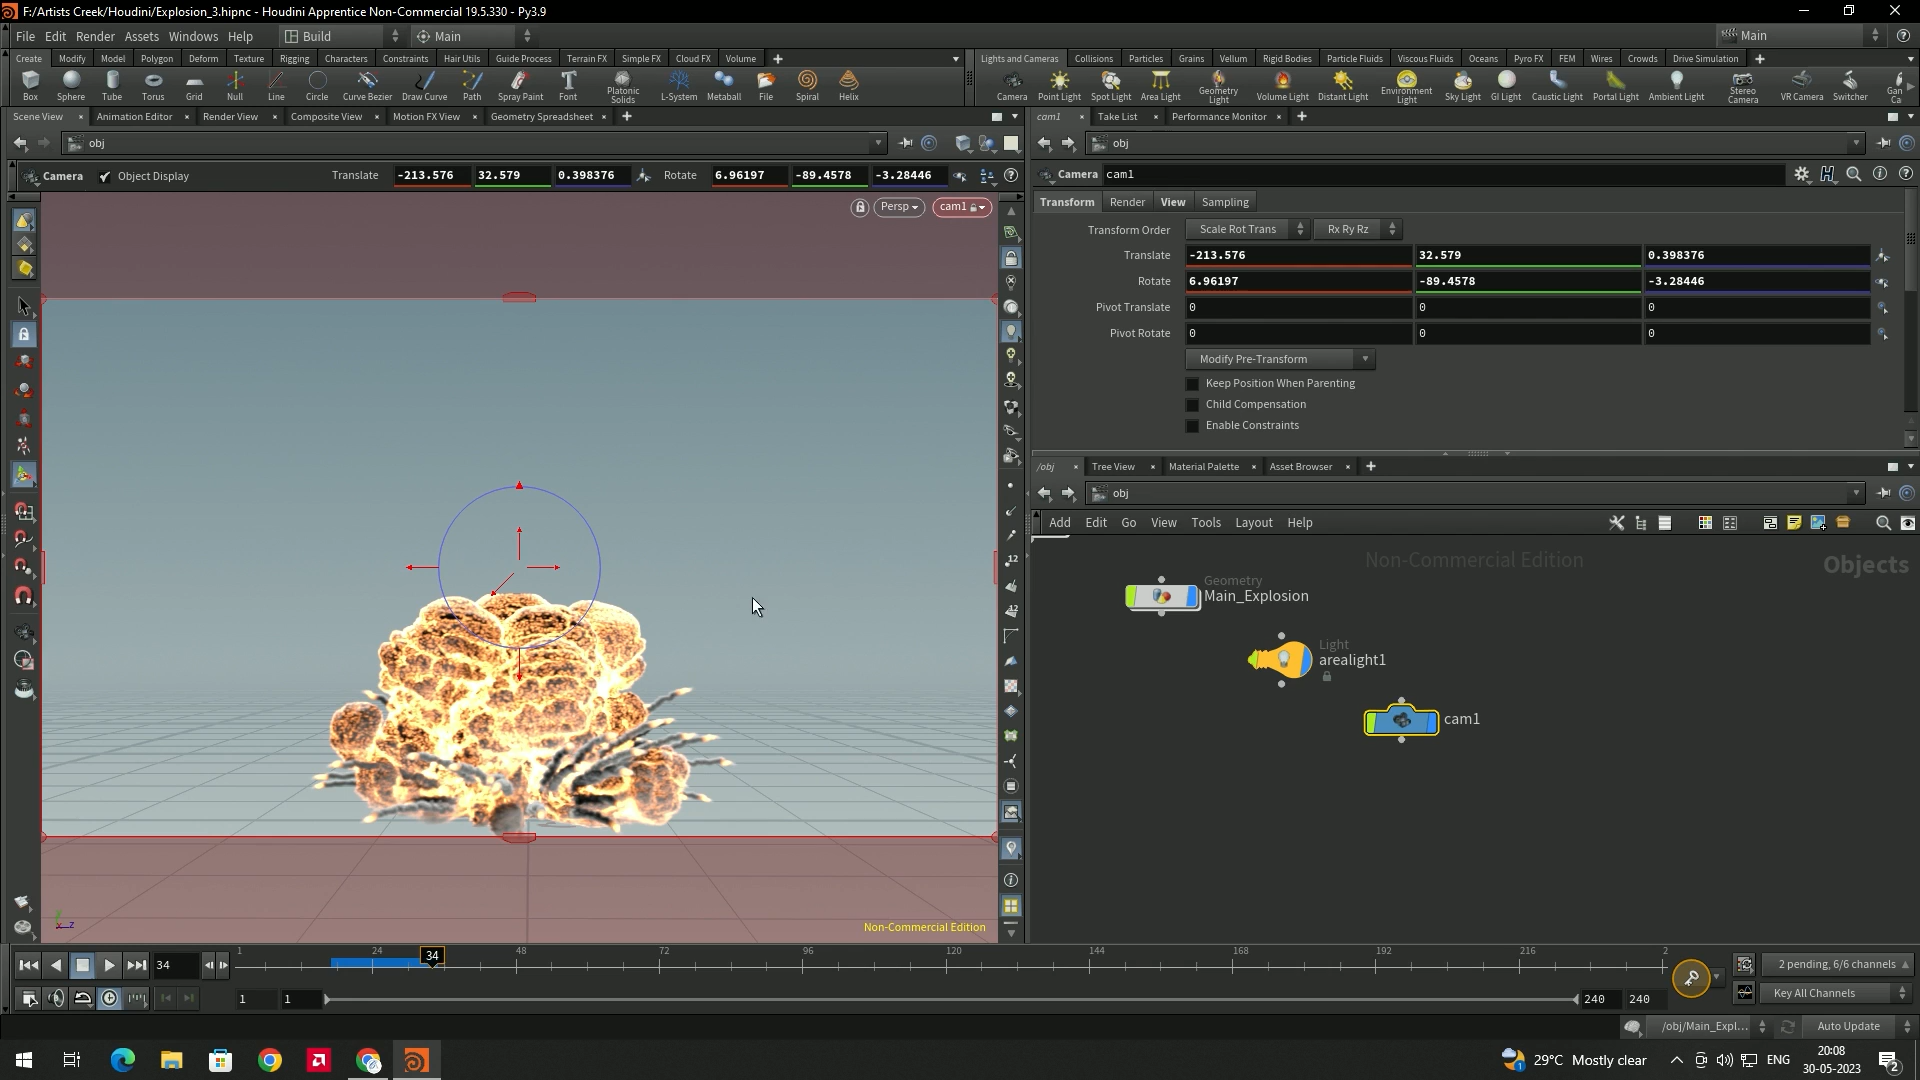 F:/Artists Creek/Houdini/Explosion_3.hipnc - Houdini Apprentice Non-Commercial 19.5.330 - Py3.9
File Edit Render Assets Windows Help Build Main Main
Create Modify Model Polygon Deform Texture Rigging Characters Constraints Hair Utils Guide Process Terrain FX Simple FX Cloud FX Volume
Lights and Cameras Collisions Particles Grains Vellum Rigid Bodies Particle Fluids Viscous Fluids Oceans Pyro FX FEM Wires Crowds Drive Simulation
Box Sphere Tube Torus Grid Null Line Circle Curve Bezier Draw Curve Path Spray Paint Font Platonic Solids L-System Metaball File Spiral Helix
Camera Point Light Spot Light Area Light Geometry Light Volume Light Distant Light Environment Light Sky Light GI Light Caustic Light Portal Light Ambient Light Stereo Camera VR Camera Switcher Gan Ca
Scene View Animation Editor Render View Composite View Motion FX View Geometry Spreadsheet
cam1 Take List Performance Monitor
obj
obj
Camera Object Display Translate -213.576 32.579 0.398376 Rotate 6.96197 -89.4578 -3.28446
Camera cam1
Persp cam1
Transform Render View Sampling
Transform Order Scale Rot Trans Rx Ry Rz
Translate -213.576 32.579 0.398376
Rotate 6.96197 -89.4578 -3.28446
Pivot Translate 0 0 0
Pivot Rotate 0 0 0
Modify Pre-Transform
Keep Position When Parenting
Child Compensation
Enable Constraints
/obj Tree View Material Palette Asset Browser
obj
Add Edit Go View Tools Layout Help
Non-Commercial Edition
Objects
Geometry
Main_Explosion
Light
arealight1
cam1
12
12
Non-Commercial Edition
34 1 24 34 48 72 96 120 144 168 192 216 2
2 pending, 6/6 channels
1 1 240 240
Key All Channels
/obj/Main_Expl... Auto Update
29°C Mostly clear ENG 20:08
30-05-2023
2